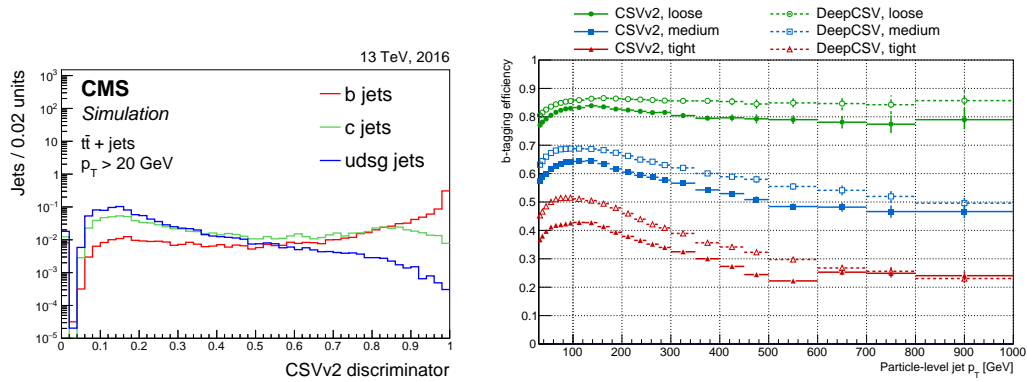 13 TeV, 2016
CMS
Simulation
tt̄ + jets
p_T > 20 GeV
b jets
c jets
udsg jets
Jets / 0.02 units
10³
10²
10
1
10⁻¹
10⁻²
10⁻³
10⁻⁴
10⁻⁵
0 0.1 0.2 0.3 0.4 0.5 0.6 0.7 0.8 0.9 1
CSVv2 discriminator
CSVv2, loose DeepCSV, loose
CSVv2, medium DeepCSV, medium
CSVv2, tight DeepCSV, tight
b-tagging efficiency
1
0.9
0.8
0.7
0.6
0.5
0.4
0.3
0.2
0.1
0
100 200 300 400 500 600 700 800 900 1000
Particle-level jet p_T [GeV]